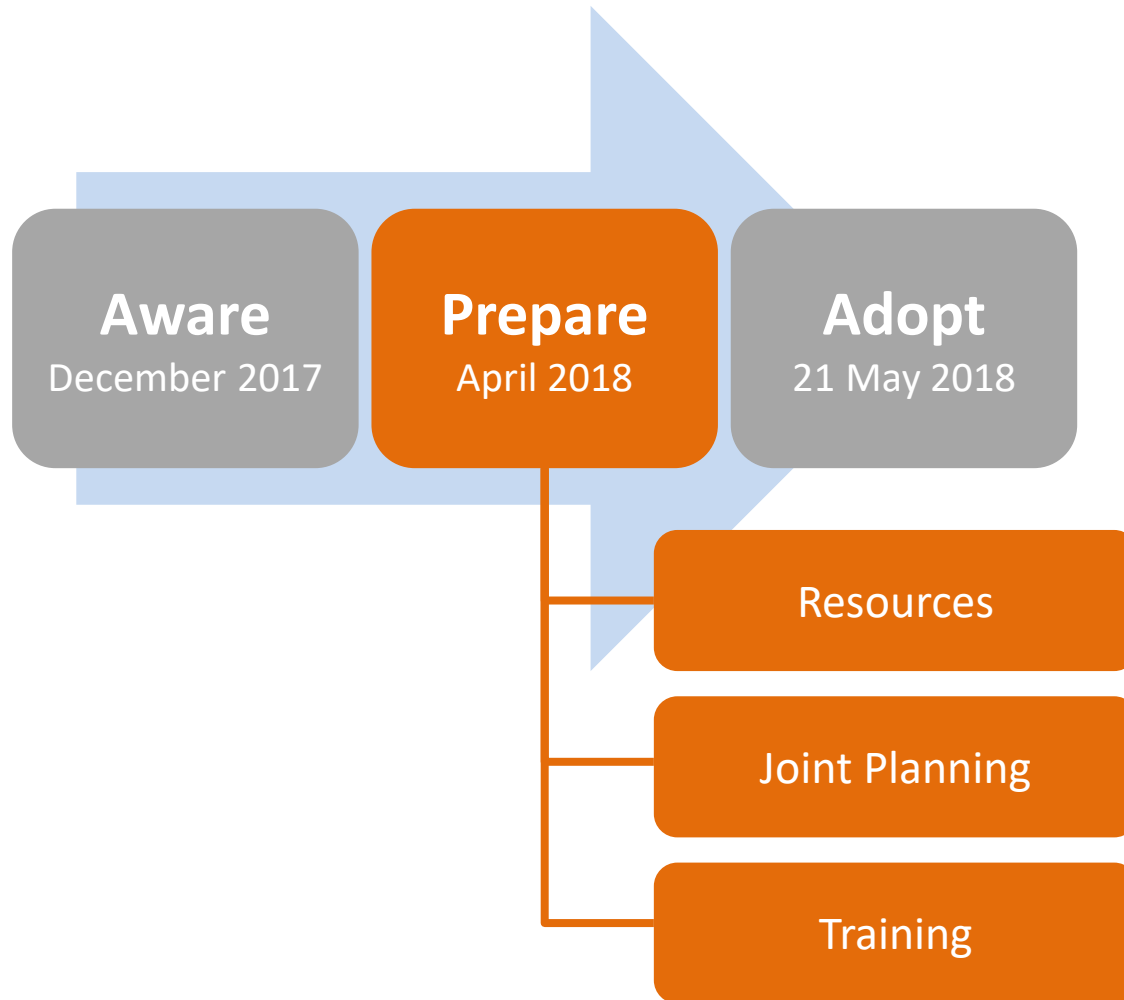 Aware
December 2017
Prepare
April 2018
Adopt
21 May 2018
Resources
Joint Planning
Training